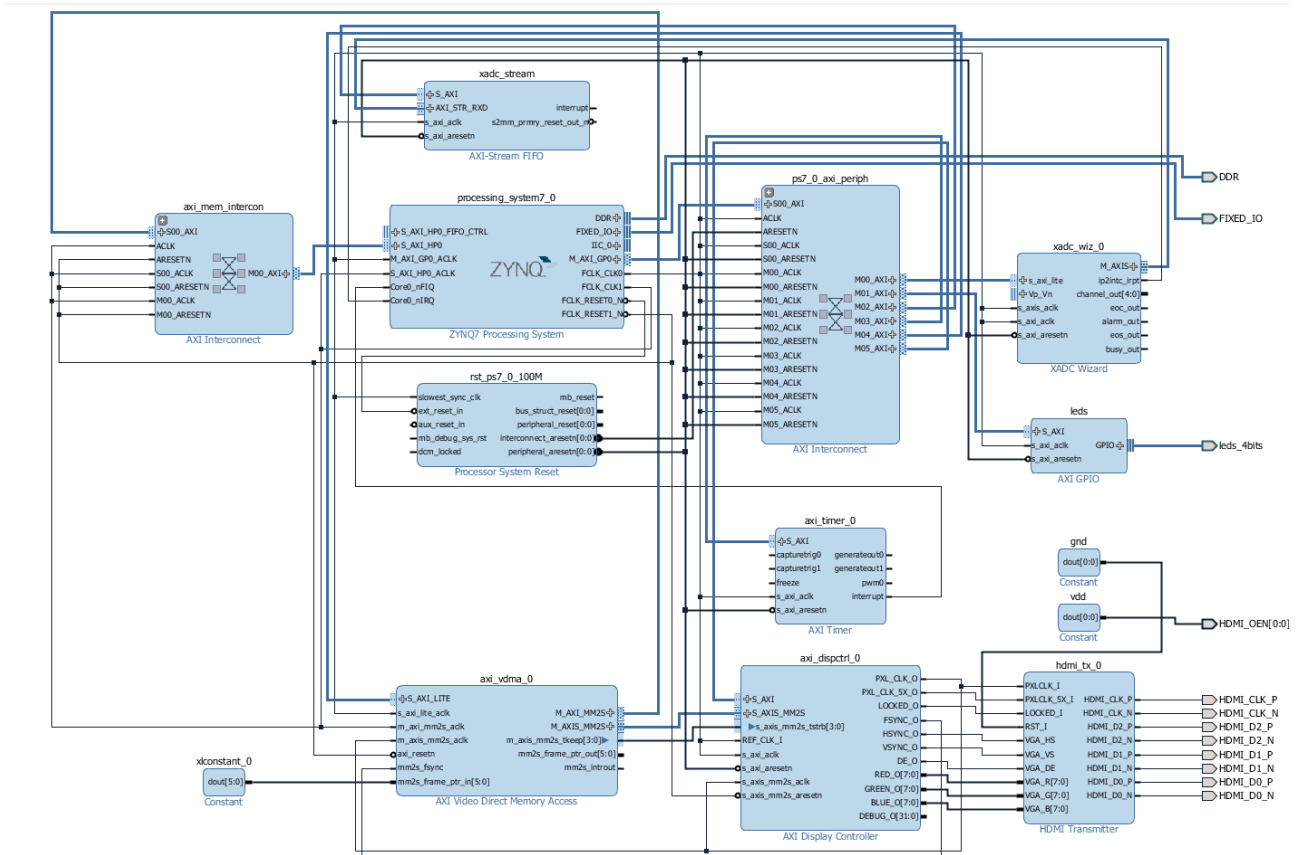 xadc_stream
S_AXI
AXI_STR_RXD
s_axi_aclk
s_axi_aresetn
interrupt
s2mm_prmry_reset_out_n
AXI-Stream FIFO
axi_mem_intercon
S00_AXI
ACLK
ARESETN
S00_ACLK
S00_ARESETN
M00_ACLK
M00_ARESETN
M00_AXI
AXI Interconnect
processing_system7_0
S_AXI_HP0_FIFO_CTRL
S_AXI_HP0
M_AXI_GP0_ACLK
S_AXI_HP0_ACLK
Core0_nFIQ
Core0_nIRQ
ZYNQ
DDR
FIXED_IO
IIC_0
M_AXI_GP0
FCLK_CLK0
FCLK_CLK1
FCLK_RESET0_N
FCLK_RESET1_N
ZYNQ7 Processing System
ps7_0_axi_periph
S00_AXI
ACLK
ARESETN
S00_ACLK
S00_ARESETN
M00_ACLK
M00_ARESETN
M01_ACLK
M01_ARESETN
M02_ACLK
M02_ARESETN
M03_ACLK
M03_ARESETN
M04_ACLK
M04_ARESETN
M05_ACLK
M05_ARESETN
M00_AXI
M01_AXI
M02_AXI
M03_AXI
M04_AXI
M05_AXI
AXI Interconnect
DDR
FIXED_IO
xadc_wiz_0
s_axi_lite
Vp_Vn
s_axis_aclk
s_axi_aclk
s_axi_aresetn
M_AXIS
ip2intc_irpt
channel_out[4:0]
eoc_out
alarm_out
eos_out
busy_out
XADC Wizard
rst_ps7_0_100M
slowest_sync_clk
ext_reset_in
aux_reset_in
mb_debug_sys_rst
dcm_locked
mb_reset
bus_struct_reset[0:0]
peripheral_reset[0:0]
interconnect_aresetn[0:0]
peripheral_aresetn[0:0]
Processor System Reset
leds
S_AXI
s_axi_aclk
s_axi_aresetn
GPIO
AXI GPIO
leds_4bits
axi_timer_0
S_AXI
capturetrig0
capturetrig1
freeze
s_axi_aclk
s_axi_aresetn
generateout0
generateout1
pwm0
interrupt
AXI Timer
gnd
dout[0:0]
Constant
vdd
dout[0:0]
Constant
HDMI_OEN[0:0]
xlconstant_0
dout[5:0]
Constant
axi_vdma_0
S_AXI_LITE
s_axi_lite_aclk
m_axi_mm2s_aclk
m_axis_mm2s_aclk
axi_resetn
mm2s_fsync
mm2s_frame_ptr_in[5:0]
M_AXI_MM2S
M_AXIS_MM2S
m_axis_mm2s_tkeep[3:0]
mm2s_frame_ptr_out[5:0]
mm2s_introut
AXI Video Direct Memory Access
axi_dispctrl_0
S_AXI
S_AXIS_MM2S
s_axis_mm2s_tstrb[3:0]
REF_CLK_I
s_axi_aclk
s_axi_aresetn
s_axis_mm2s_aclk
s_axis_mm2s_aresetn
PXL_CLK_O
PXL_CLK_5X_O
LOCKED_O
FSYNC_O
HSYNC_O
VSYNC_O
DE_O
RED_O[7:0]
GREEN_O[7:0]
BLUE_O[7:0]
DEBUG_O[31:0]
AXI Display Controller
hdmi_tx_0
PXLCLK_I
PXLCLK_5X_I
LOCKED_I
RST_I
VGA_HS
VGA_VS
VGA_DE
VGA_R[7:0]
VGA_G[7:0]
VGA_B[7:0]
HDMI_CLK_P
HDMI_CLK_N
HDMI_D2_P
HDMI_D2_N
HDMI_D1_P
HDMI_D1_N
HDMI_D0_P
HDMI_D0_N
HDMI Transmitter
HDMI_CLK_P
HDMI_CLK_N
HDMI_D2_P
HDMI_D2_N
HDMI_D1_P
HDMI_D1_N
HDMI_D0_P
HDMI_D0_N